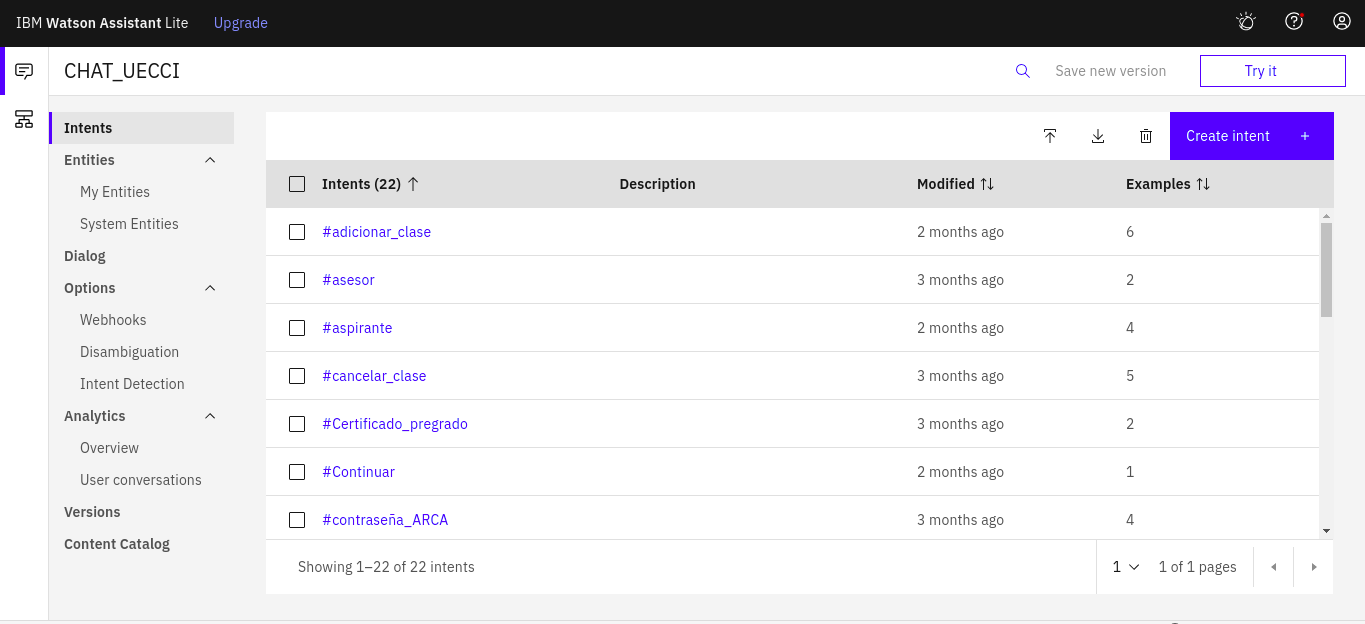 IBM Watson Assistant Lite Upgrade
CHAT_UECCI Save new version Try it
Intents
Entities
My Entities
System Entities
Dialog
Options
Webhooks
Disambiguation
Intent Detection
Analytics
Overview
User conversations
Versions
Content Catalog
Create intent +
Intents (22) Description Modified Examples
#adicionar_clase 2 months ago 6
#asesor 3 months ago 2
#aspirante 2 months ago 4
#cancelar_clase 3 months ago 5
#Certificado_pregrado 3 months ago 2
#Continuar 2 months ago 1
#contraseña_ARCA 3 months ago 4
Showing 1–22 of 22 intents 1 1 of 1 pages